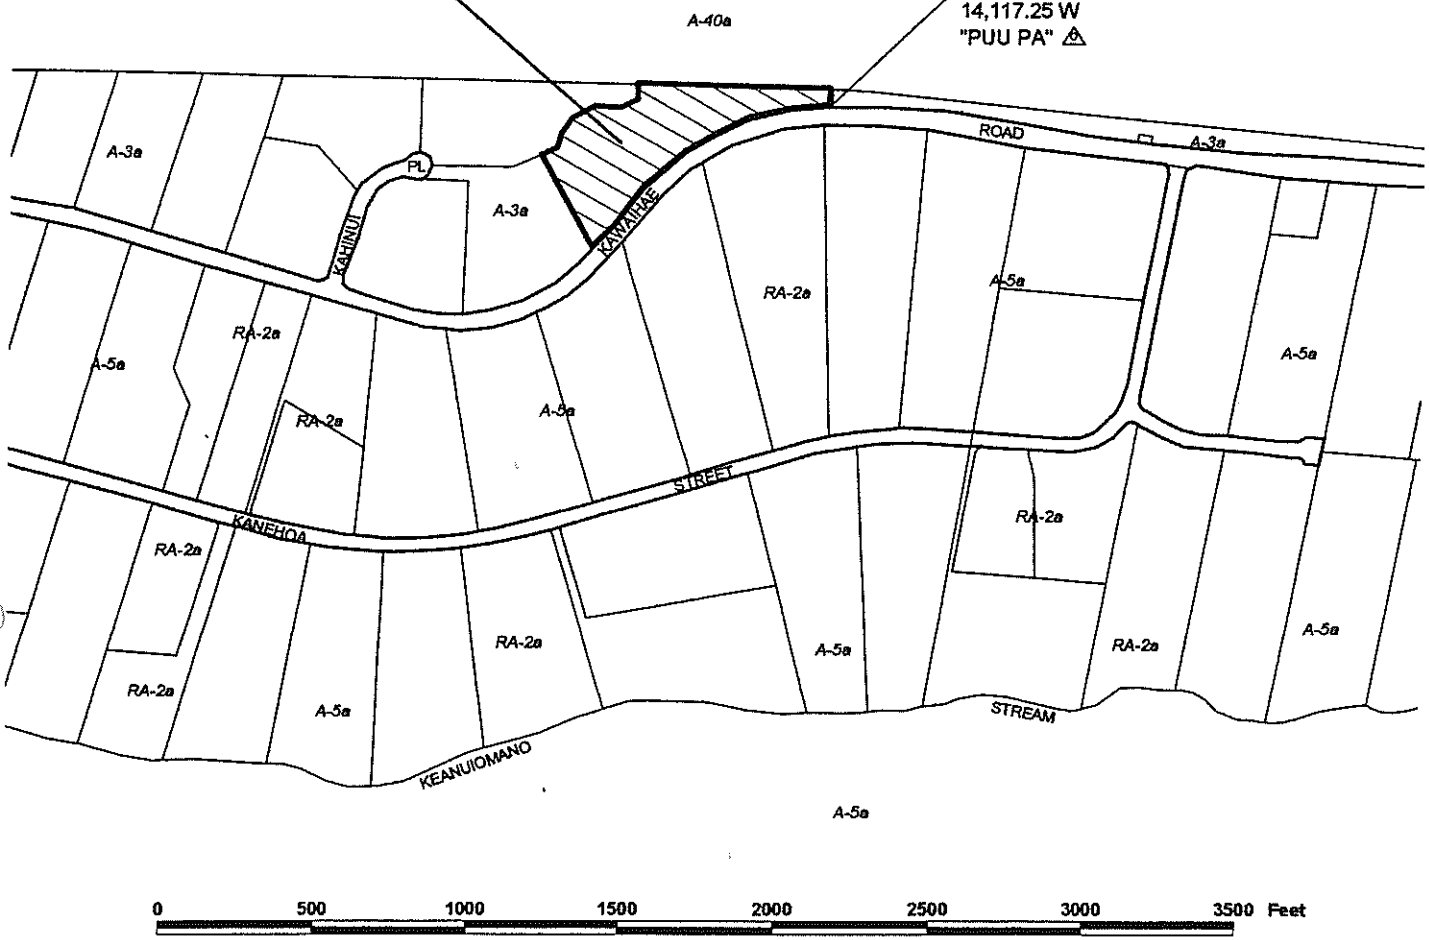 A-40a
14,117.25 W
"PUU PA"
ROAD
A-3a
A-3a
PL
A-3a
KAHINUI
KAWAIHAE
RA-2a
A-5a
RA-2a
A-5a
A-5a
RA-2a
A-5a
STREET
KANEHOA
RA-2a
RA-2a
RA-2a
A-5a
RA-2a
A-5a
RA-2a
A-5a
STREAM
KEANUIOMANO
A-5a
0 500 1000 1500 2000 2500 3000 3500 Feet